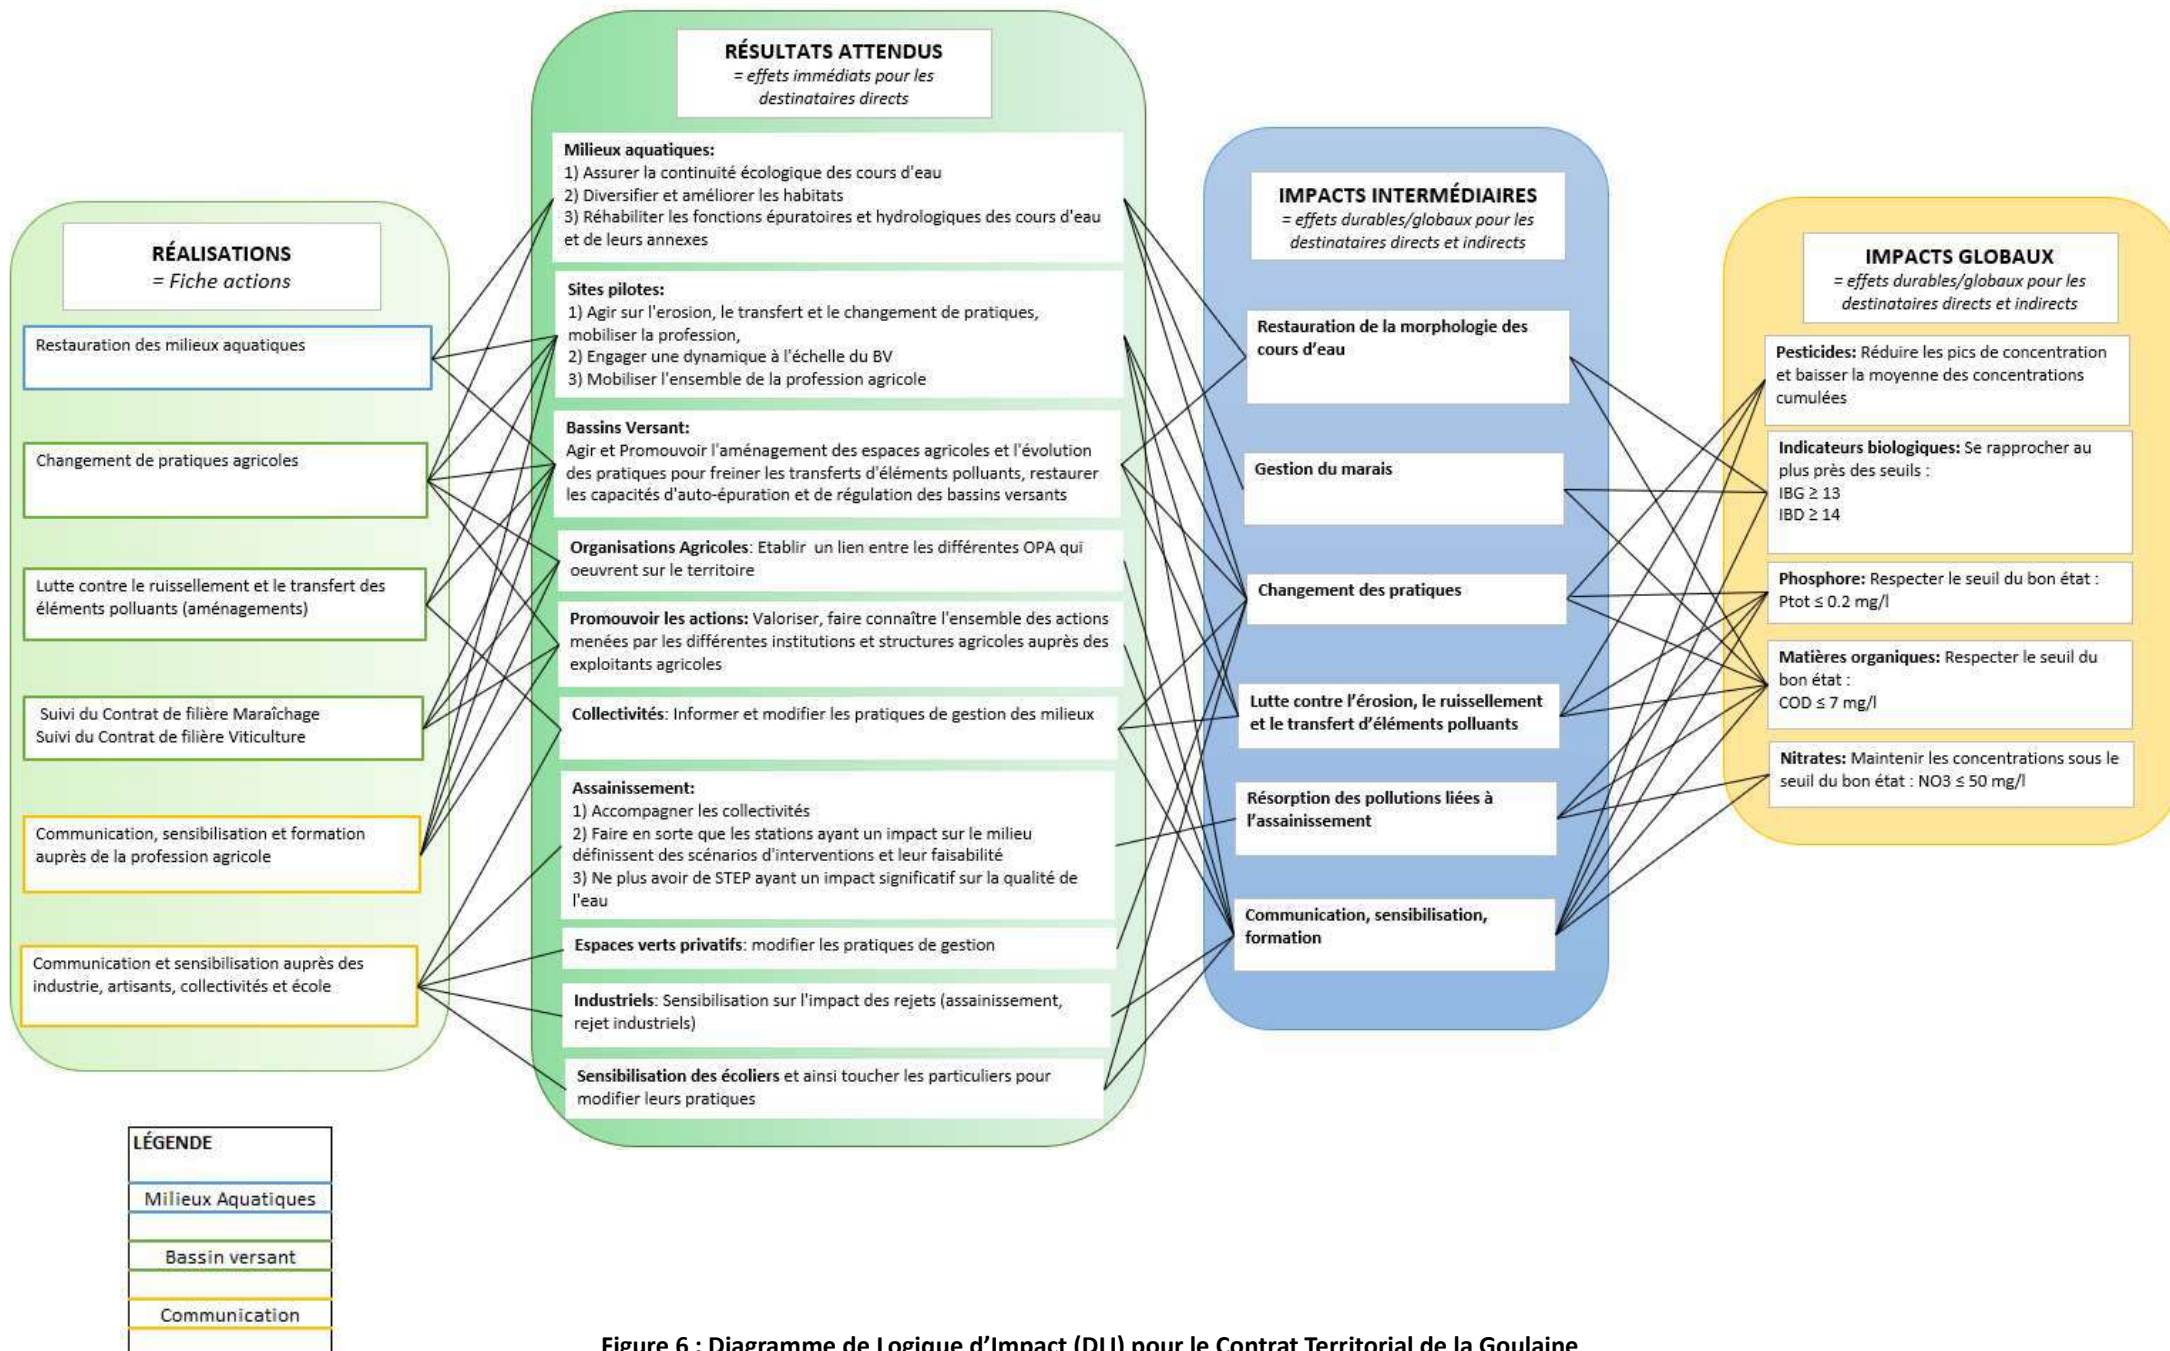 RÉALISATIONS
= Fiche actions
Restauration des milieux aquatiques
Changement de pratiques agricoles
Lutte contre le ruissellement et le transfert des
éléments polluants (aménagements)
Suivi du Contrat de filière Maraîchage
Suivi du Contrat de filière Viticulture
Communication, sensibilisation et formation
auprès de la profession agricole
Communication et sensibilisation auprès des
industrie, artisants, collectivités et école
RÉSULTATS ATTENDUS
= effets immédiats pour les
destinataires directs
Milieux aquatiques:
1) Assurer la continuité écologique des cours d'eau
2) Diversifier et améliorer les habitats
3) Réhabiliter les fonctions épuratoires et hydrologiques des cours d'eau
et de leurs annexes
Sites pilotes:
1) Agir sur l'erosion, le transfert et le changement de pratiques,
mobiliser la profession,
2) Engager une dynamique à l'échelle du BV
3) Mobiliser l'ensemble de la profession agricole
Bassins Versant:
Agir et Promouvoir l'aménagement des espaces agricoles et l'évolution
des pratiques pour freiner les transferts d'éléments polluants, restaurer
les capacités d'auto-épuration et de régulation des bassins versants
Organisations Agricoles: Etablir un lien entre les différentes OPA qui
oeuvrent sur le territoire
Promouvoir les actions: Valoriser, faire connaître l'ensemble des actions
menées par les différentes institutions et structures agricoles auprès des
exploitants agricoles
Collectivités: Informer et modifier les pratiques de gestion des milieux
Assainissement:
1) Accompagner les collectivités
2) Faire en sorte que les stations ayant un impact sur le milieu
définissent des scénarios d'interventions et leur faisabilité
3) Ne plus avoir de STEP ayant un impact significatif sur la qualité de
l'eau
Espaces verts privatifs: modifier les pratiques de gestion
Industriels: Sensibilisation sur l'impact des rejets (assainissement,
rejet industriels)
Sensibilisation des écoliers et ainsi toucher les particuliers pour
modifier leurs pratiques
IMPACTS INTERMÉDIAIRES
= effets durables/globaux pour les
destinataires directs et indirects
Restauration de la morphologie des
cours d'eau
Gestion du marais
Changement des pratiques
Lutte contre l'érosion, le ruissellement
et le transfert d'éléments polluants
Résorption des pollutions liées à
l'assainissement
Communication, sensibilisation,
formation
IMPACTS GLOBAUX
= effets durables/globaux pour les
destinataires directs et indirects
Pesticides: Réduire les pics de concentration
et baisser la moyenne des concentrations
cumulées
Indicateurs biologiques: Se rapprocher au
plus près des seuils :
IBG ≥ 13
IBD ≥ 14
Phosphore: Respecter le seuil du bon état :
Ptot ≤ 0.2 mg/l
Matières organiques: Respecter le seuil du
bon état :
COD ≤ 7 mg/l
Nitrates: Maintenir les concentrations sous le
seuil du bon état : NO3 ≤ 50 mg/l
LÉGENDE
Milieux Aquatiques
Bassin versant
Communication
Figure 6 : Diagramme de Logique d'Impact (DLI) pour le Contrat Territorial de la Goulaine